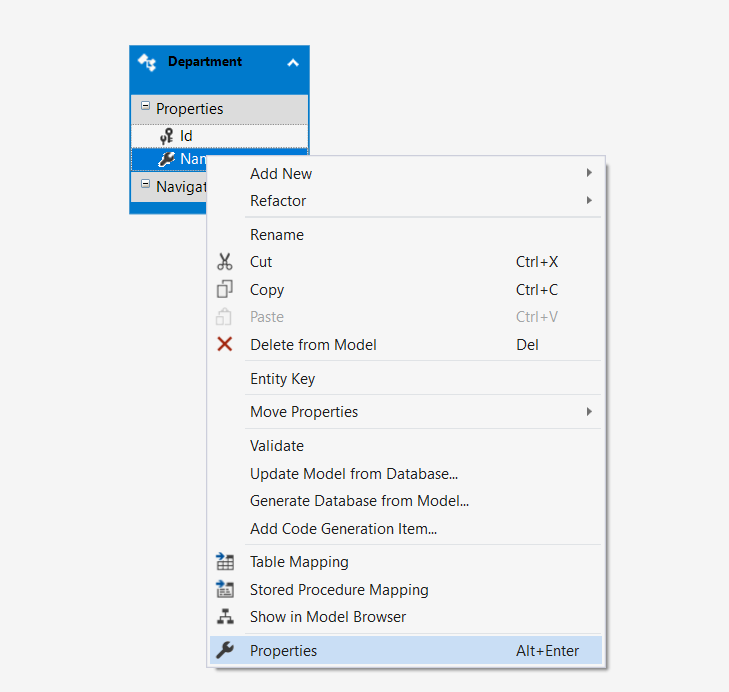 Department
Properties
Id
Add New
Refactor
Rename
Cut Ctrl+X
Copy Ctrl+C
Paste Ctrl+V
Delete from Model Del
Entity Key
Move Properties
Validate
Update Model from Database...
Generate Database from Model...
Add Code Generation Item...
Table Mapping
Stored Procedure Mapping
Show in Model Browser
Properties Alt+Enter